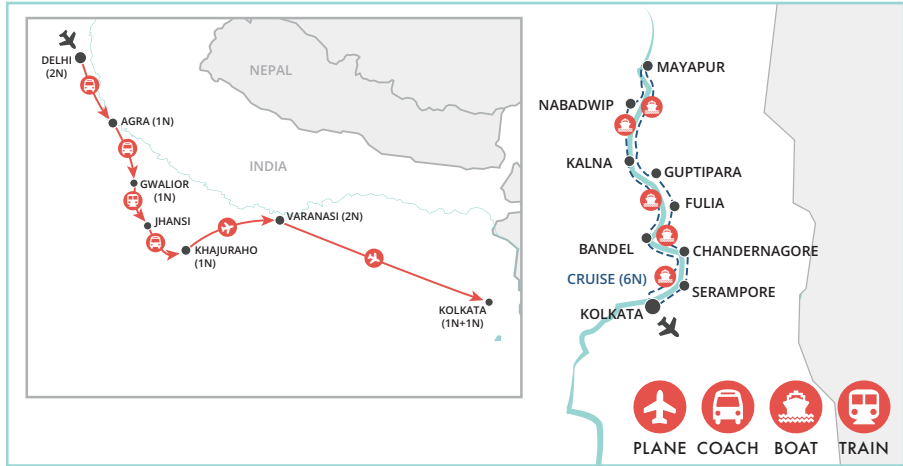 DELHI
(2N)
AGRA (1N)
GWALIOR
(1N)
JHANSI
KHAJURAHO
(1N)
VARANASI (2N)
KOLKATA
(1N+1N)
NEPAL
INDIA
MAYAPUR
NABADWIP
KALNA
GUPTIPARA
FULIA
BANDEL
CHANDERNAGORE
CRUISE (6N)
SERAMPORE
KOLKATA
PLANE
COACH
BOAT
TRAIN